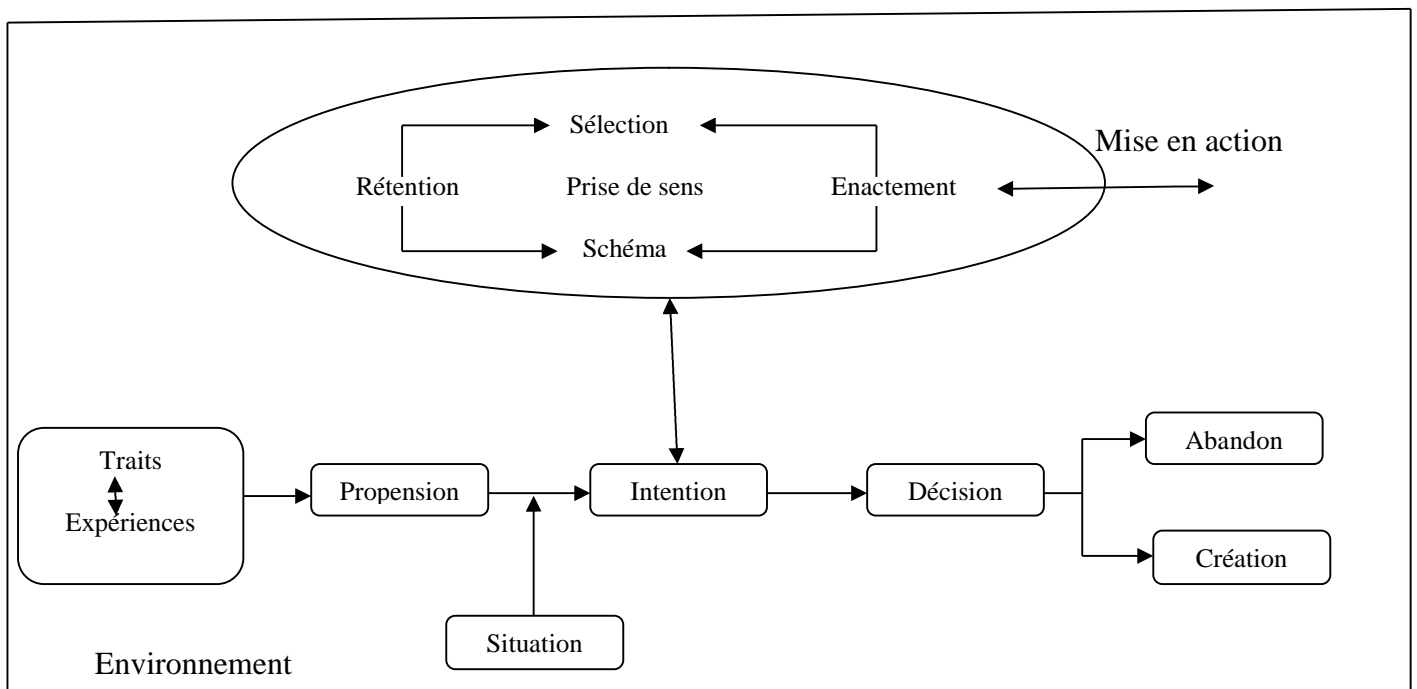 Sélection
Mise en action
Rétention
Prise de sens
Enactement
Schéma
Traits
Expériences
Propension
Intention
Décision
Abandon
Création
Situation
Environnement